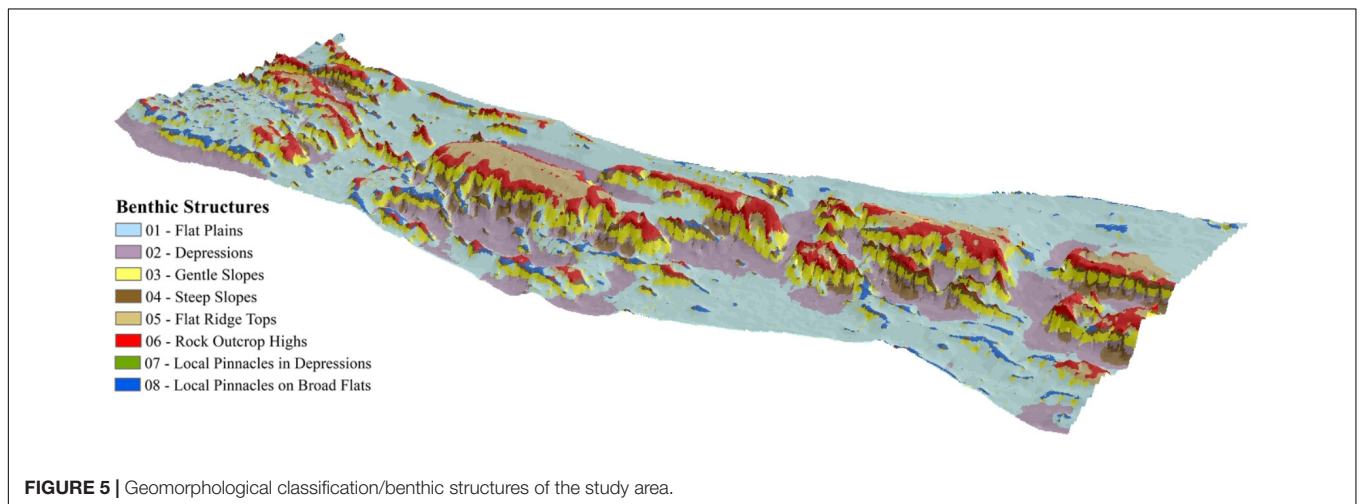 Benthic Structures
01 - Flat Plains
02 - Depressions
03 - Gentle Slopes
04 - Steep Slopes
05 - Flat Ridge Tops
06 - Rock Outcrop Highs
07 - Local Pinnacles in Depressions
08 - Local Pinnacles on Broad Flats
FIGURE 5 | Geomorphological classification/benthic structures of the study area.